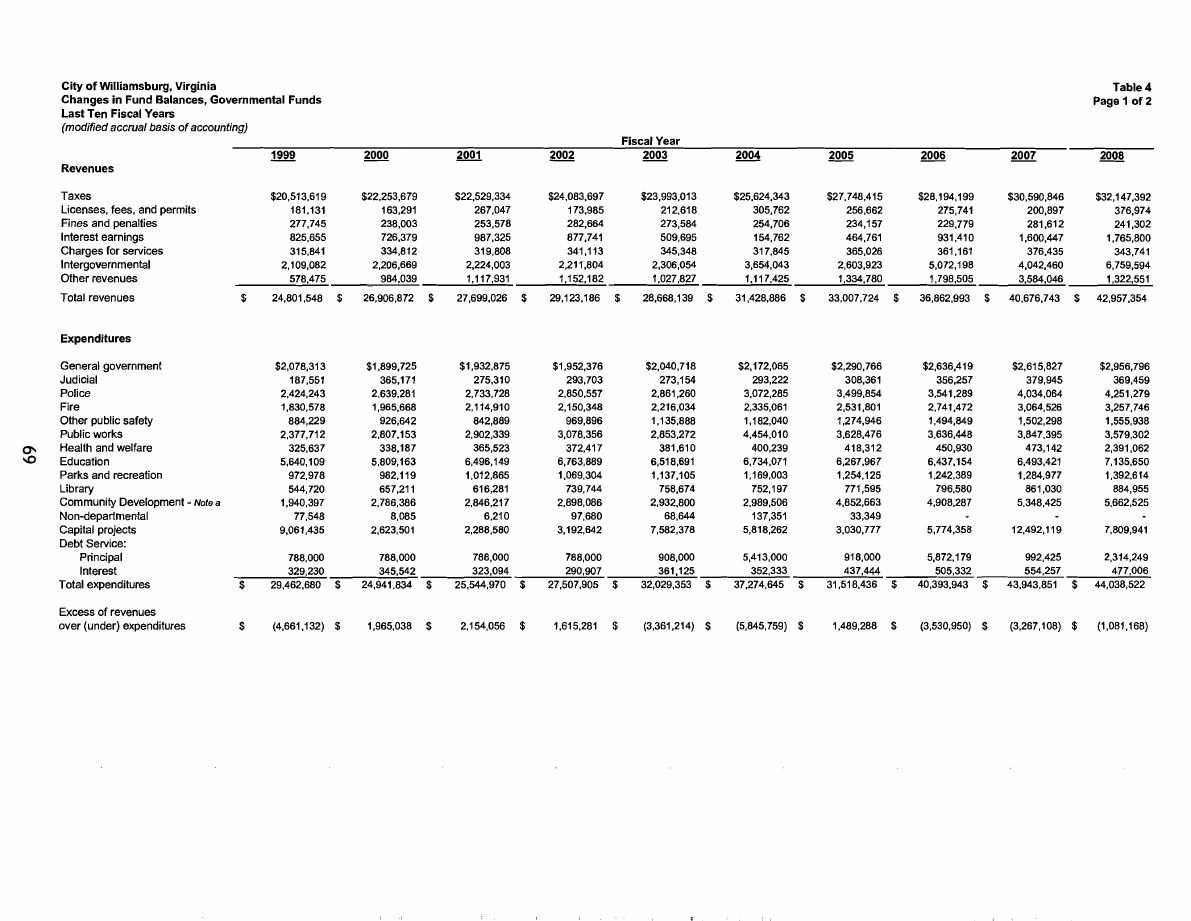 City of Williamsburg, Virginia Table 4
Changes in Fund Balances, Governmental Funds Page 1 of 2
Last Ten Fiscal Years
(modified accrual basis of accounting)
Fiscal Year
1999 2000 2001 2002 2003 2004 2005 2006 2007 2008
Revenues
Taxes $20,513,619 $22,253,679 $22,529,334 $24,083,697 $23,993,013 $25,624,343 $27,748,415 $28,194,199 $30,590,846 $32,147,392
Licenses, fees, and permits 181,131 163,291 267,047 173,985 212,618 305,762 256,662 275,741 200,897 376,974
Fines and penalties 277,745 238,003 253,578 282,664 273,584 254,706 234,157 229,779 281,612 241,302
Interest earnings 825,655 726,379 987,325 877,741 509,695 154,762 464,761 931,410 1,600,447 1,765,800
Charges for services 315,841 334,812 319,808 341,113 345,348 317,845 365,026 361,161 376,435 343,741
Intergovernmental 2,109,082 2,206,669 2,224,003 2,211,804 2,306,054 3,654,043 2,603,923 5,072,198 4,042,460 6,759,594
Other revenues 578,475 984,039 1,117,931 1,152,182 1,027,827 1,117,425 1,334,780 1,798,505 3,584,046 1,322,551
Total revenues $ 24,801,548 $ 26,906,872 $ 27,699,026 $ 29,123,186 $ 28,668,139 $ 31,428,886 $ 33,007,724 $ 36,862,993 $ 40,676,743 $ 42,957,354
Expenditures
General government $2,078,313 $1,899,725 $1,932,875 $1,952,376 $2,040,718 $2,172,065 $2,290,766 $2,636,419 $2,615,827 $2,956,796
Judicial 187,551 365,171 275,310 293,703 273,154 293,222 308,361 356,257 379,945 369,459
Police 2,424,243 2,639,281 2,733,728 2,850,557 2,861,260 3,072,285 3,499,854 3,541,289 4,034,064 4,251,279
Fire 1,830,578 1,965,668 2,114,910 2,150,348 2,216,034 2,335,061 2,531,801 2,741,472 3,064,526 3,257,746
Other public safety 884,229 926,642 842,889 969,896 1,135,888 1,182,040 1,274,946 1,494,849 1,502,298 1,555,938
Public works 2,377,712 2,807,153 2,902,339 3,078,356 2,853,272 4,454,010 3,628,476 3,636,448 3,847,395 3,579,302
Health and welfare 325,637 338,187 365,523 372,417 381,610 400,239 418,312 450,930 473,142 2,391,062
Education 5,640,109 5,809,163 6,496,149 6,763,889 6,518,691 6,734,071 6,267,967 6,437,154 6,493,421 7,135,650
Parks and recreation 972,978 982,119 1,012,865 1,069,304 1,137,105 1,169,003 1,254,125 1,242,389 1,284,977 1,392,614
Library 544,720 657,211 616,281 739,744 758,674 752,197 771,595 796,580 861,030 884,955
Community Development - Note a 1,940,397 2,786,386 2,846,217 2,898,086 2,932,800 2,989,506 4,852,663 4,908,287 5,348,425 5,662,525
Non-departmental 77,548 8,085 6,210 97,680 68,644 137,351 33,349 - - -
Capital projects 9,061,435 2,623,501 2,288,580 3,192,642 7,582,378 5,818,262 3,030,777 5,774,358 12,492,119 7,809,941
Debt Service:
Principal 788,000 788,000 788,000 788,000 908,000 5,413,000 918,000 5,872,179 992,425 2,314,249
Interest 329,230 345,542 323,094 290,907 361,125 352,333 437,444 505,332 554,257 477,006
Total expenditures $ 29,462,680 $ 24,941,834 $ 25,544,970 $ 27,507,905 $ 32,029,353 $ 37,274,645 $ 31,518,436 $ 40,393,943 $ 43,943,851 $ 44,038,522
Excess of revenues
over (under) expenditures $ (4,661,132) $ 1,965,038 $ 2,154,056 $ 1,615,281 $ (3,361,214) $ (5,845,759) $ 1,489,288 $ (3,530,950) $ (3,267,108) $ (1,081,168)
69